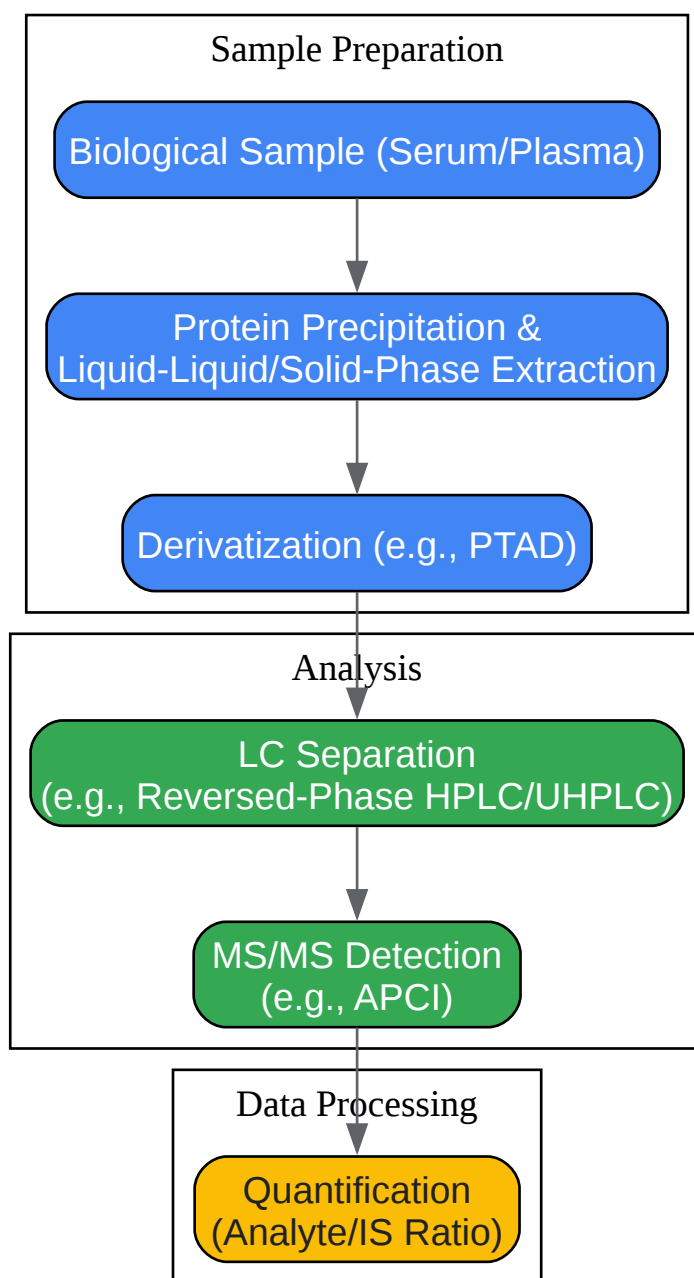 Sample Preparation
Biological Sample (Serum/Plasma)
Protein Precipitation &
Liquid-Liquid/Solid-Phase Extraction
Derivatization (e.g., PTAD)
Analysis
LC Separation
(e.g., Reversed-Phase HPLC/UHPLC)
MS/MS Detection
(e.g., APCI)
Data Processing
Quantification
(Analyte/IS Ratio)